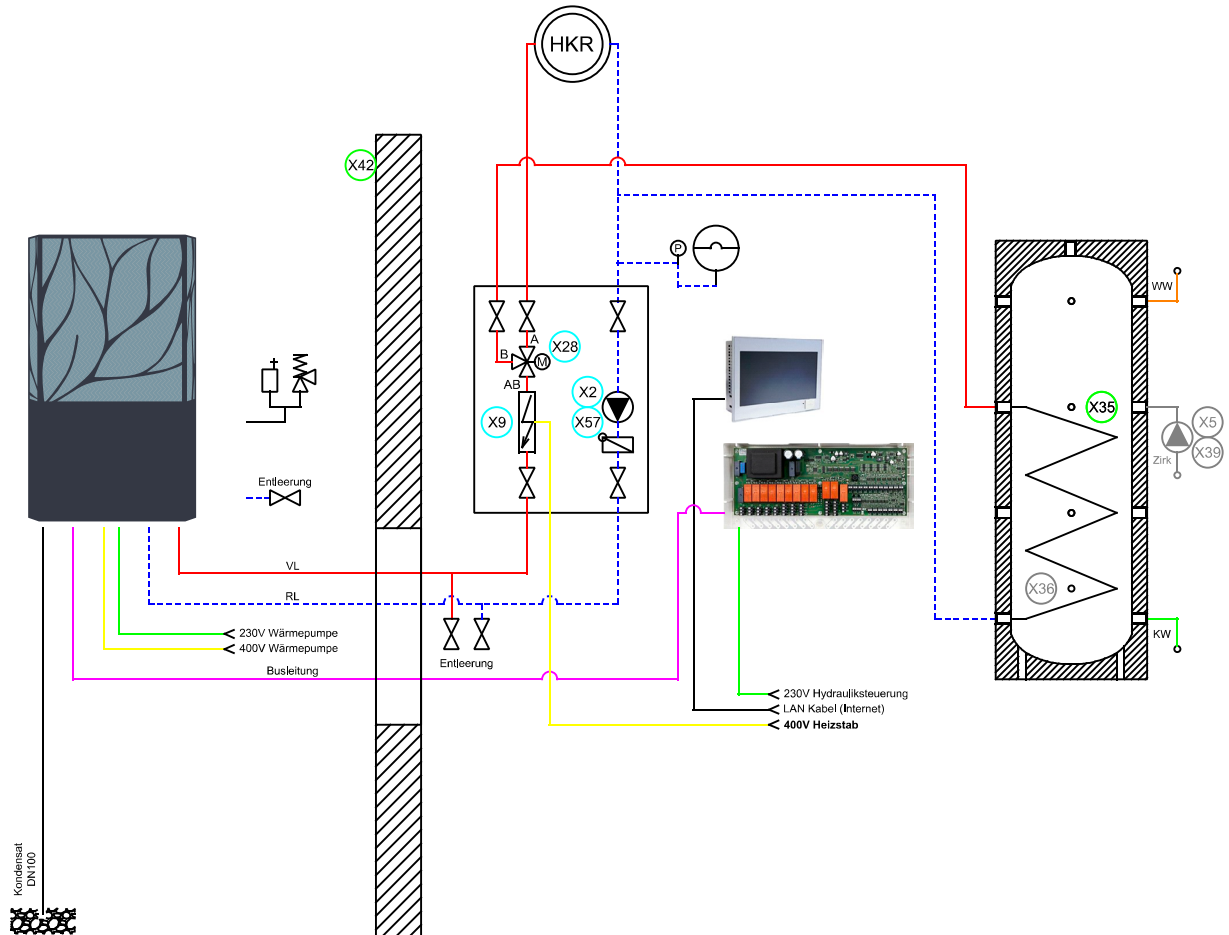 HKR
X42
P
WW
A
X28
B
M
AB
X2
X35
X9
X57
X5
X39
Zirk
Entleerung
VL
X36
RL
230V Wärmepumpe
KW
400V Wärmepumpe
Entleerung
Busleitung
230V Hydrauliksteuerung
LAN Kabel (Internet)
400V Heizstab
Kondensat
DN100